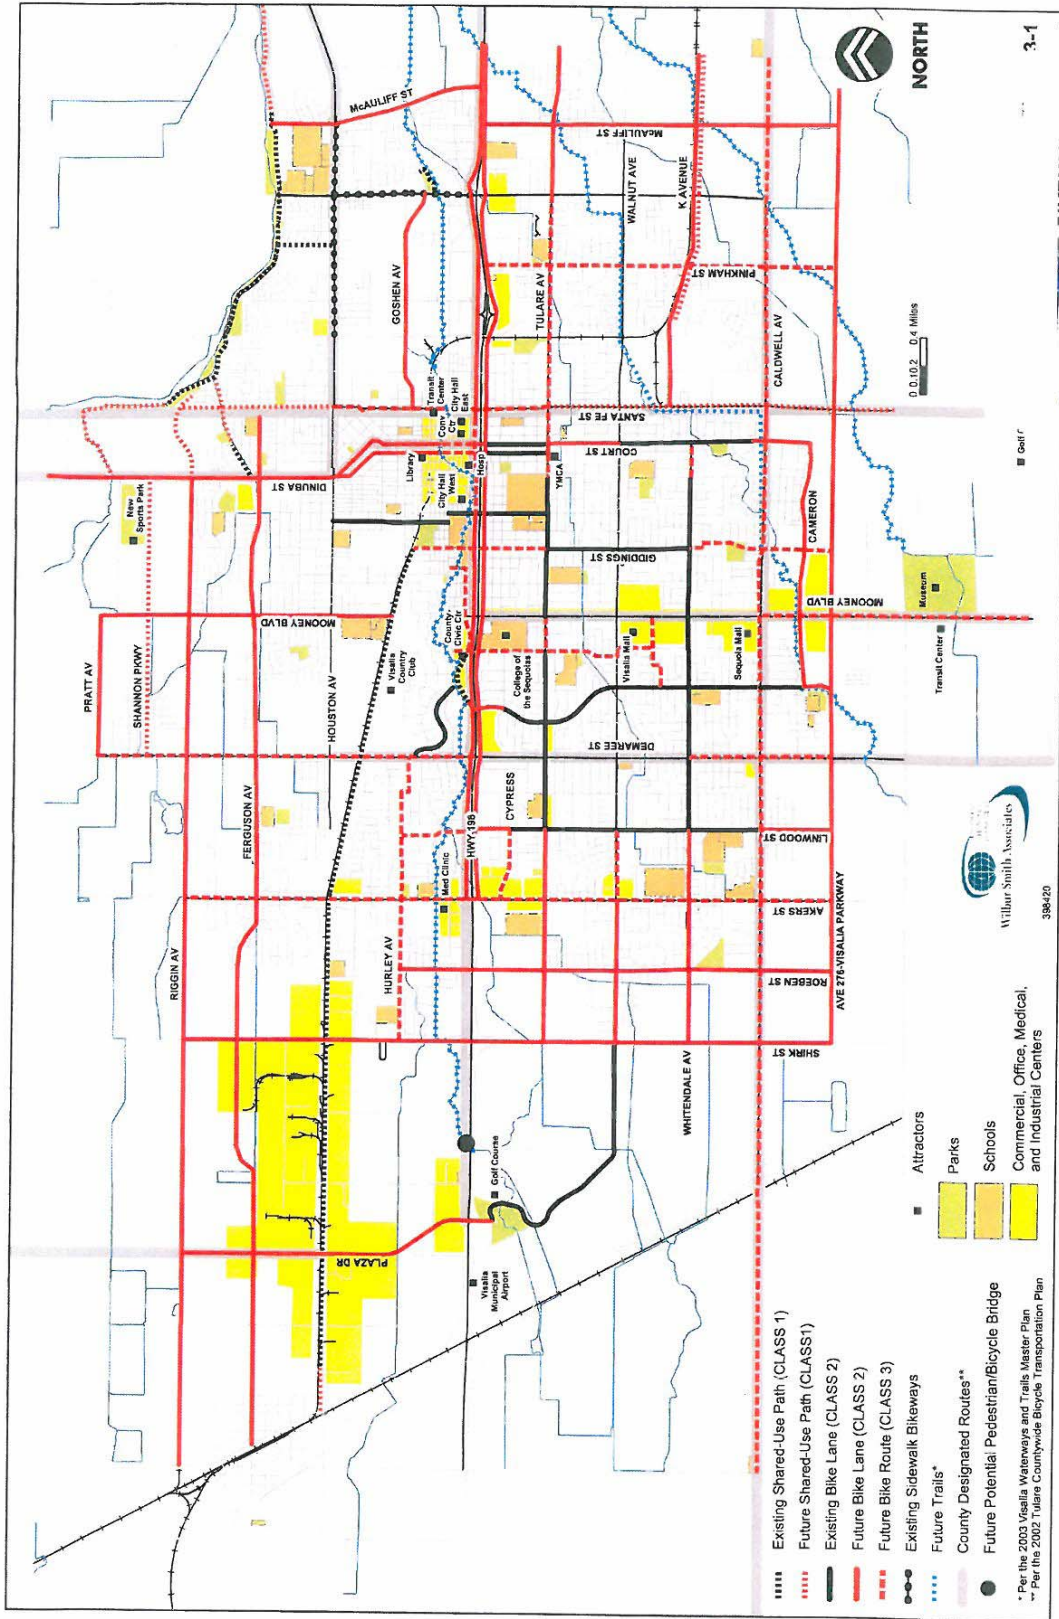 McAULIFF ST
NORTH
3-1
GOSHEN AV
McAULIFF ST
WALNUT AVE
K AVENUE
TULARE AV
PINKHAM ST
CALDWELL AV
0 0.10.2 0.4 Miles
Transit
Center
City Hall
East
Conv
Ctr
SANTA FE ST
Library
City Hall
West
Hosp
YMCA
COURT ST
Golf
DINUBA ST
New
Sports Park
GIDDINGS ST
CAMERON
MOONEY BLVD
MOONEY BLVD
Museum
PRATT AV
SHANNON PKWY
HOUSTON AV
Visalia
Country
Club
County-
Civic Ctr
College of
the Sequoias
Visalia Mall
Sequoia Mall
Transit Center
DEMAREE ST
FERGUSON AV
CYPRESS
HWY 198
LINWOOD ST
Med Clinic
AKERS ST
AVE 276-VISALIA PARKWAY
RIGGIN AV
HURLEY AV
ROEBEN ST
SHIRK ST
WHITENDALE AV
Golf Course
PLAZA DR
Visalia
Municipal
Airport
Wilbur Smith Associates
398420
Existing Shared-Use Path (CLASS 1)
Future Shared-Use Path (CLASS1)
Existing Bike Lane (CLASS 2)
Future Bike Lane (CLASS 2)
Future Bike Route (CLASS 3)
Existing Sidewalk Bikeways
Future Trails*
County Designated Routes**
Future Potential Pedestrian/Bicycle Bridge
Attractors
Parks
Schools
Commercial, Office, Medical,
and Industrial Centers
* Per the 2003 Visalia Waterways and Trails Master Plan
** Per the 2002 Tulare Countywide Bicycle Transportation Plan